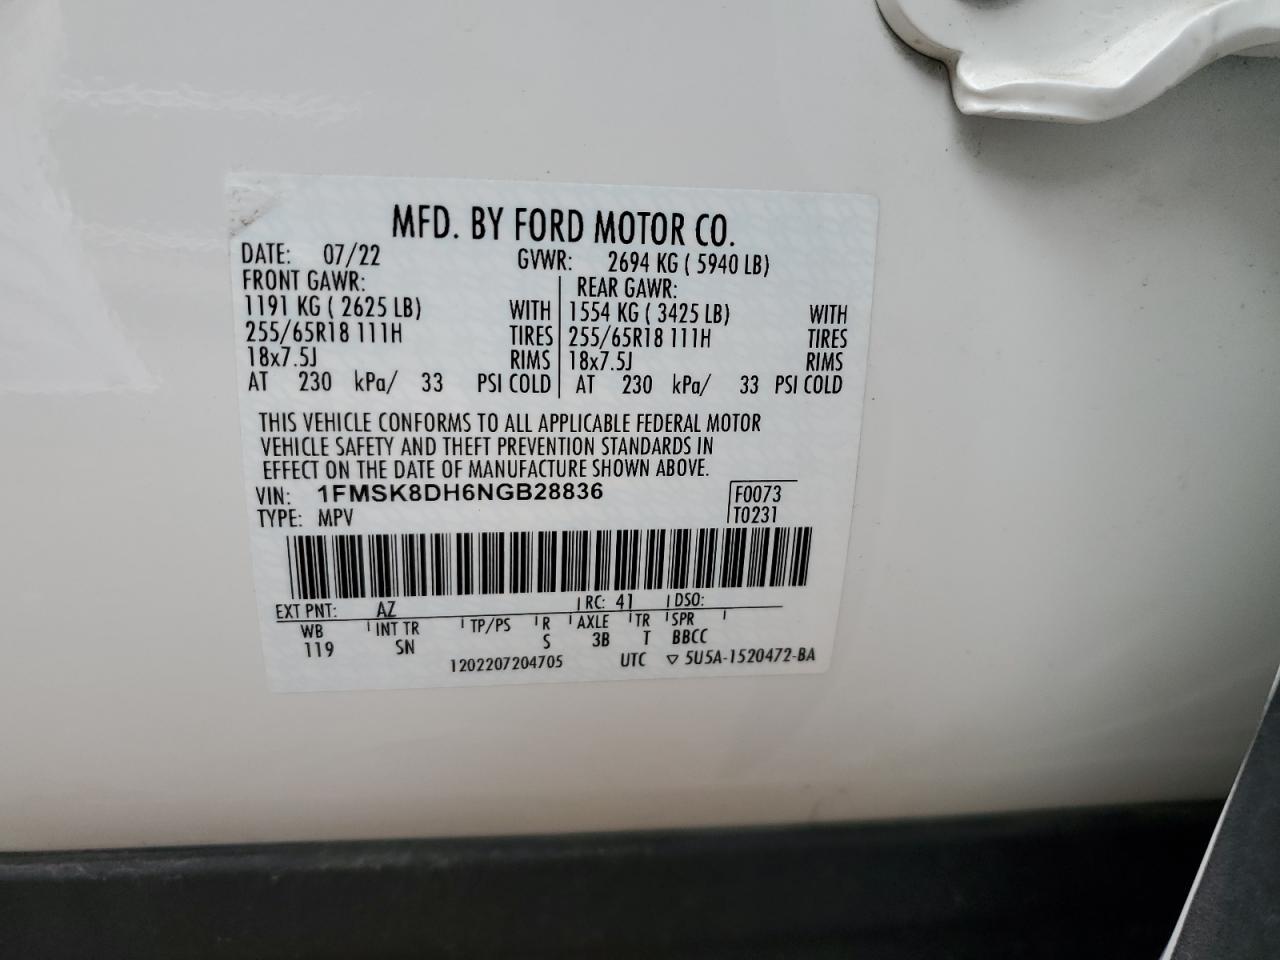 MFD. BY FORD MOTOR CO.
DATE: 07/22 GVWR: 2694 KG ( 5940 LB)
FRONT GAWR: REAR GAWR:
1191 KG ( 2625 LB) WITH 1554 KG ( 3425 LB) WITH
255/65R18 111H TIRES 255/65R18 111H TIRES
18x7.5J RIMS 18x7.5J RIMS
AT 230 kPa/ 33 PSI COLD AT 230 kPa/ 33 PSI COLD
THIS VEHICLE CONFORMS TO ALL APPLICABLE FEDERAL MOTOR
VEHICLE SAFETY AND THEFT PREVENTION STANDARDS IN
EFFECT ON THE DATE OF MANUFACTURE SHOWN ABOVE.
VIN: 1FMSK8DH6NGB28836 F0073
TYPE: MPV T0231
EXT PNT: AZ RC: 41 DSO:
WB INT TR TP/PS R AXLE TR SPR
119 SN S 3B T BBCC
1202207204705 UTC ▽ 5U5A-1520472-BA